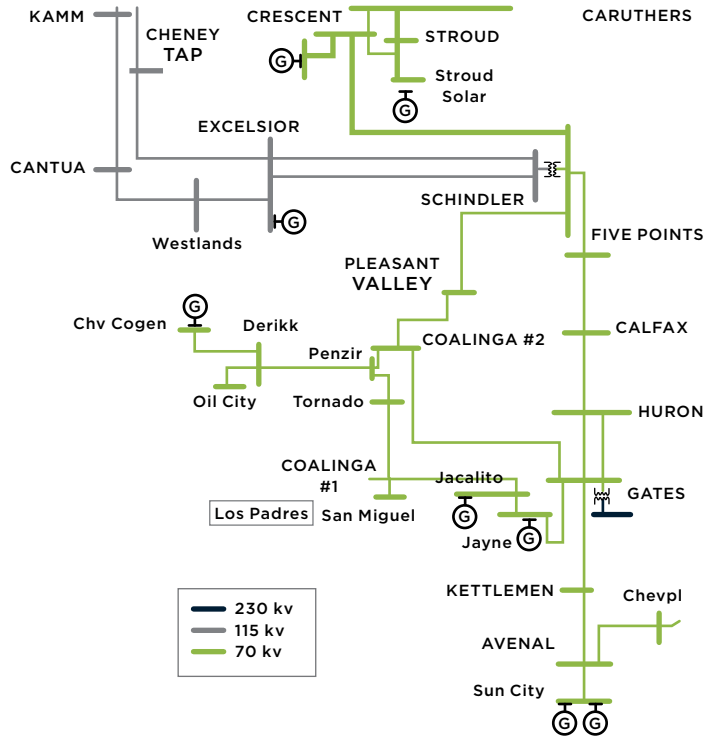 KAMM
CRESCENT
CARUTHERS
CHENEY
TAP
STROUD
G
Stroud
Solar
G
EXCELSIOR
CANTUA
SCHINDLER
G
Westlands
FIVE POINTS
PLEASANT
VALLEY
G
Chv Cogen
Derikk
CALFAX
COALINGA #2
Penzir
Oil City
Tornado
HURON
COALINGA
#1
Jacalito
GATES
Los Padres
San Miguel
G
Jayne
G
230 kv
115 kv
70 kv
KETTLEMEN
Chevpl
AVENAL
Sun City
G
G